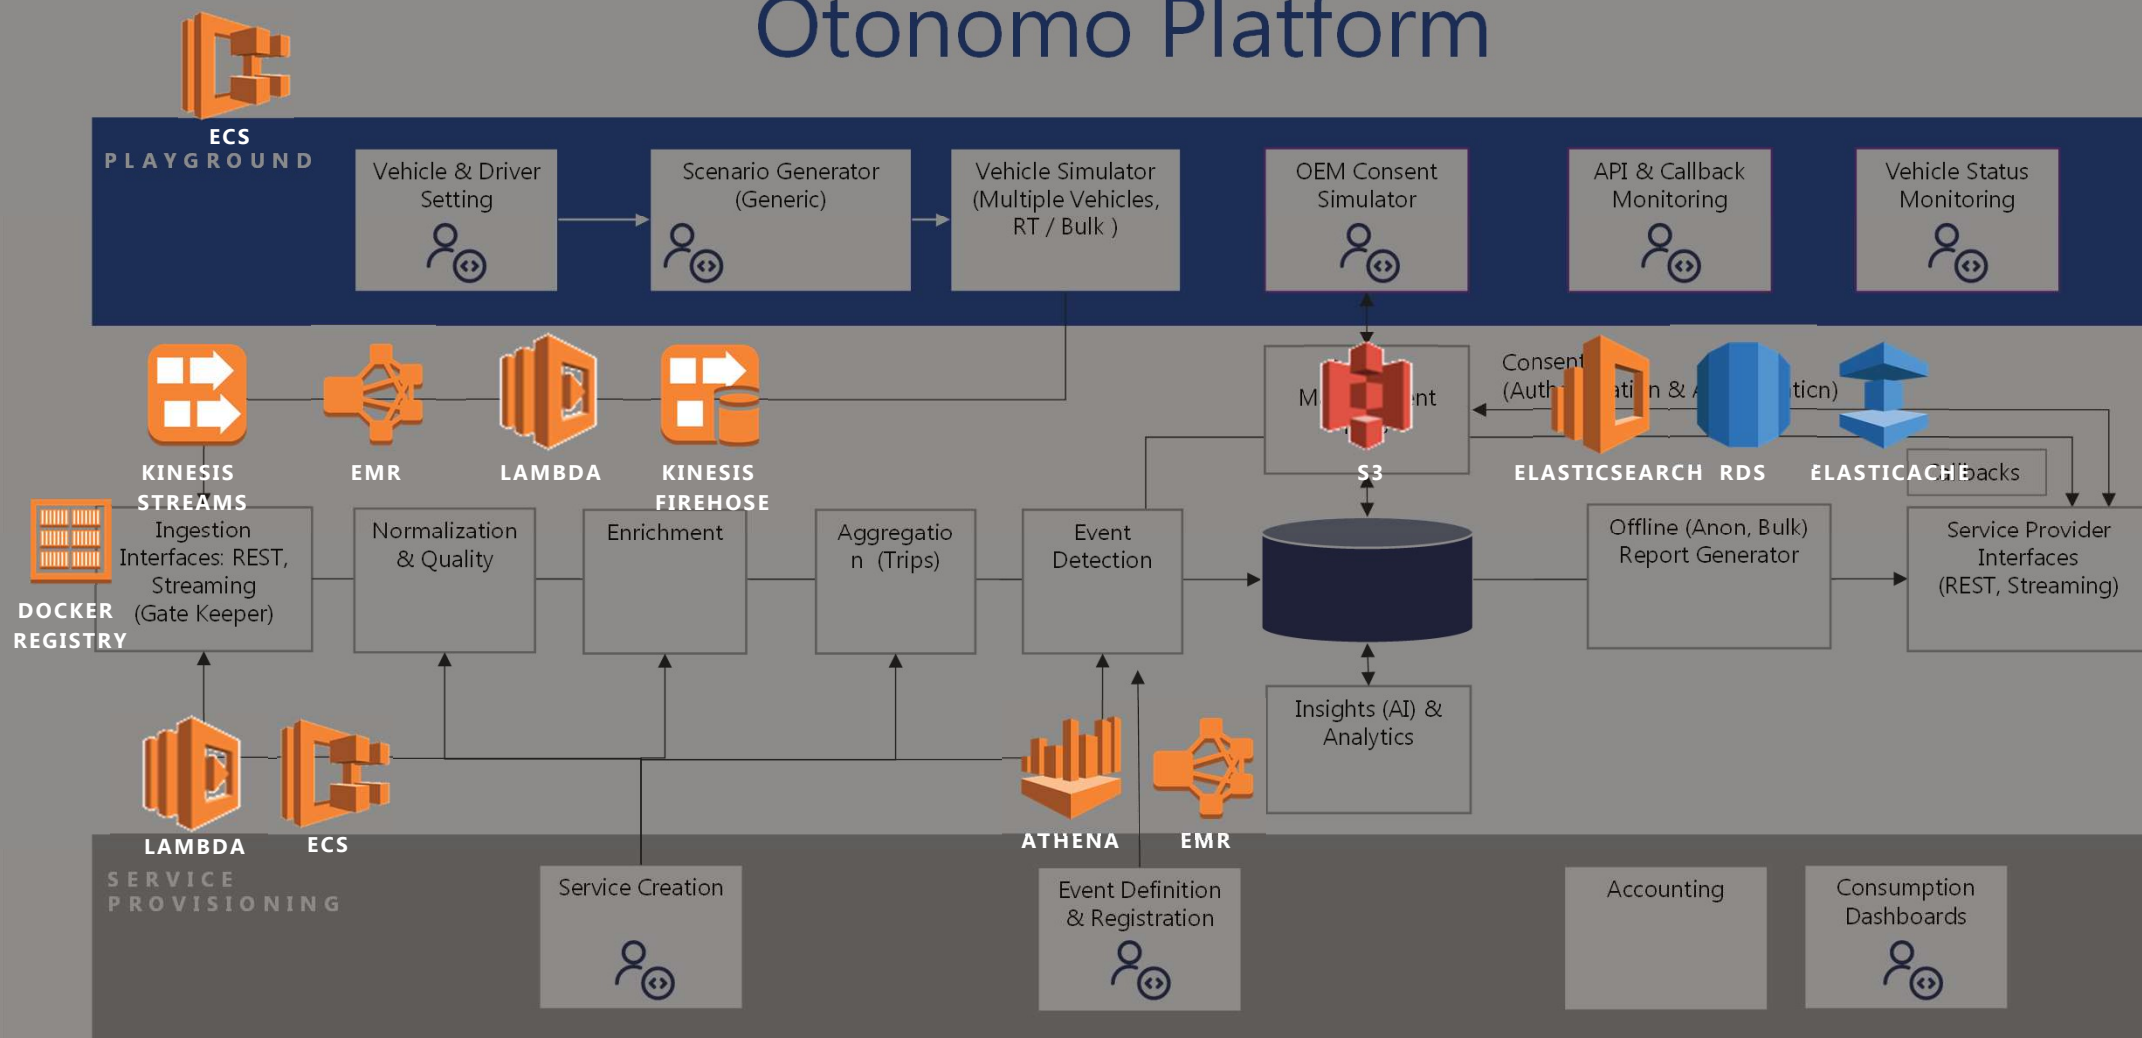 Otonomo Platform
ECS
PLAYGROUND
Vehicle & Driver
Setting
Scenario Generator
(Generic)
Vehicle Simulator
(Multiple Vehicles,
RT / Bulk )
OEM Consent
Simulator
API & Callback
Monitoring
Vehicle Status
Monitoring
KINESIS
STREAMS
EMR
LAMBDA
KINESIS
FIREHOSE
S3
Consent
ELASTICSEARCH
RDS
ELASTICACHE
DOCKER
REGISTRY
Ingestion
Interfaces: REST,
Streaming
(Gate Keeper)
Normalization
& Quality
Enrichment
Aggregatio
n (Trips)
Event
Detection
Offline (Anon, Bulk)
Report Generator
Service Provider
Interfaces
(REST, Streaming)
Insights (AI) &
Analytics
LAMBDA
ECS
ATHENA
EMR
SERVICE
PROVISIONING
Service Creation
Event Definition
& Registration
Accounting
Consumption
Dashboards